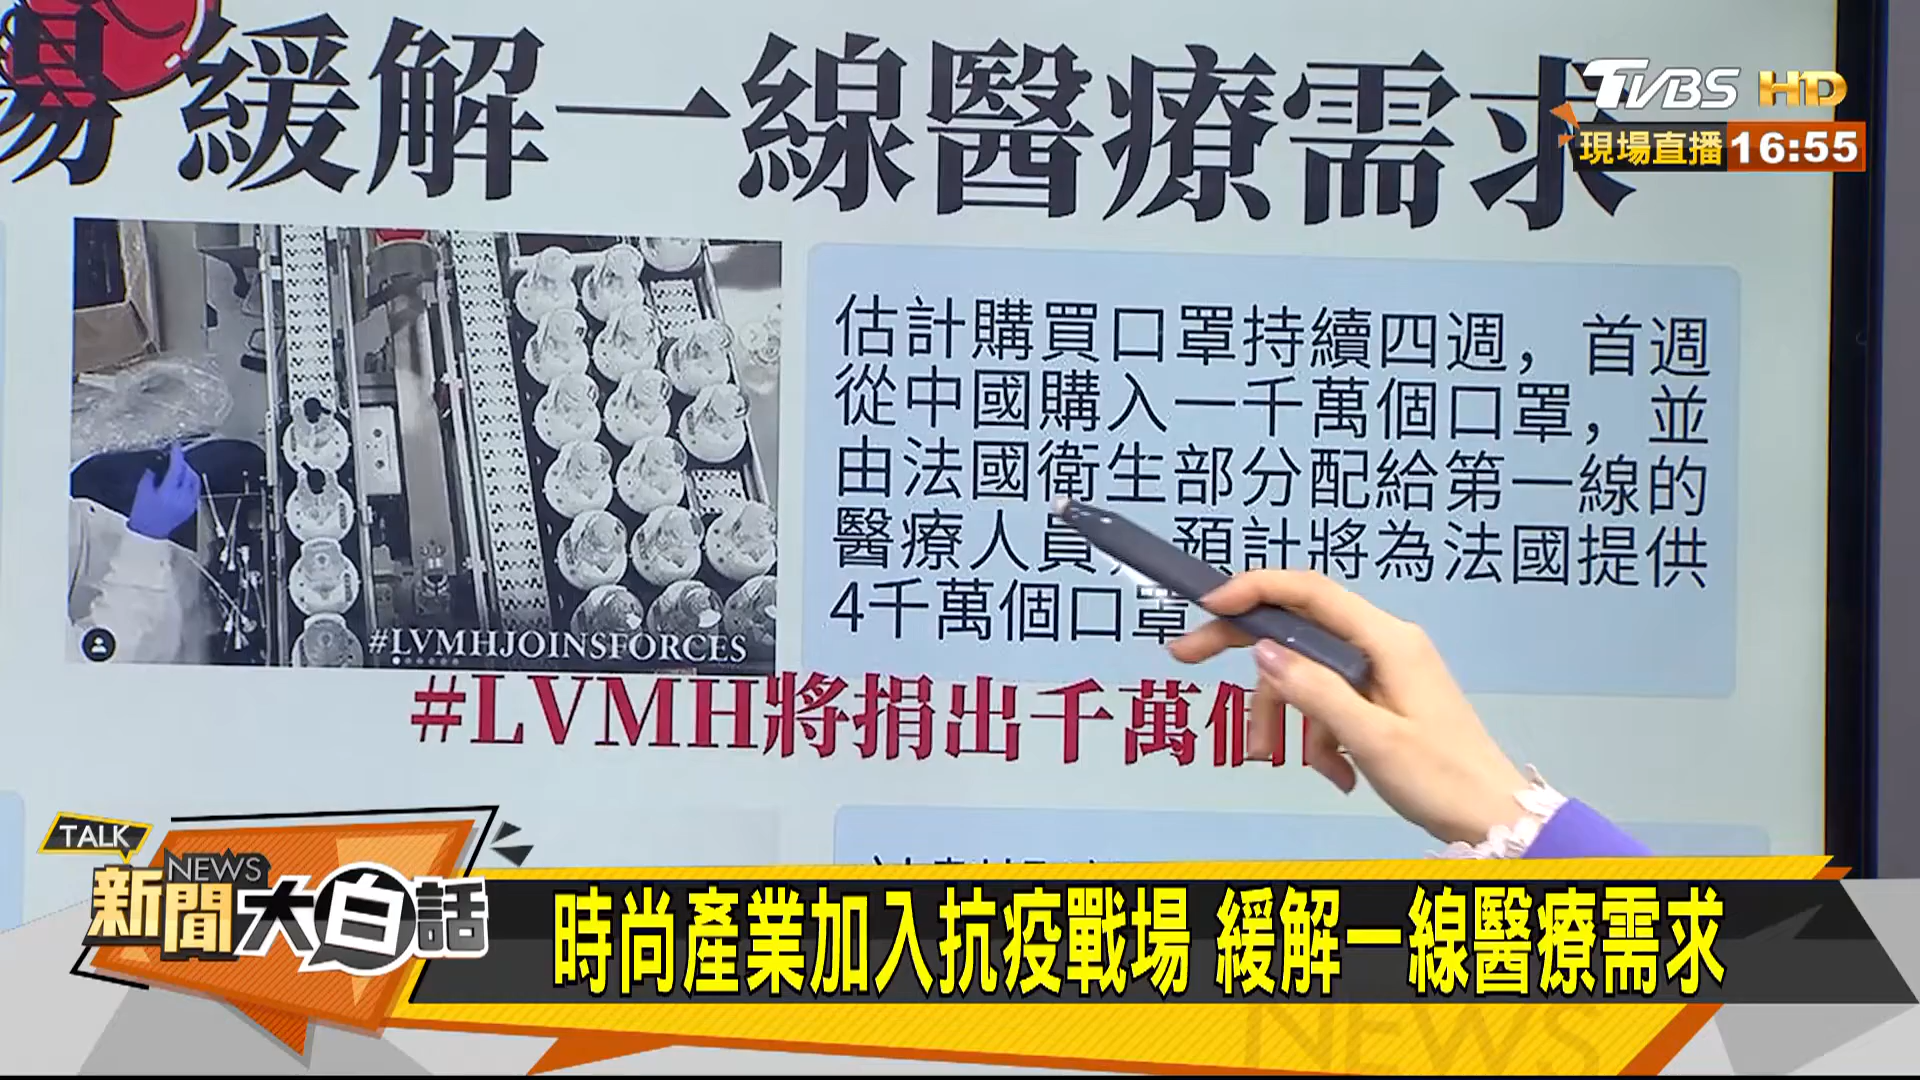 易 緩解一線醫療需求
TVBS HD
現場直播 16:55
估計購買口罩持續四週，首週
從中國購入一千萬個口罩，並
由法國衛生部分配給第一線的
醫療人員，預計將為法國提供
4千萬個口罩
#LVMHJOINSFORCES
#LVMH將捐出千萬個
TALK
NEWS
新聞大白話
時尚產業加入抗疫戰場 緩解一線醫療需求
NEWS